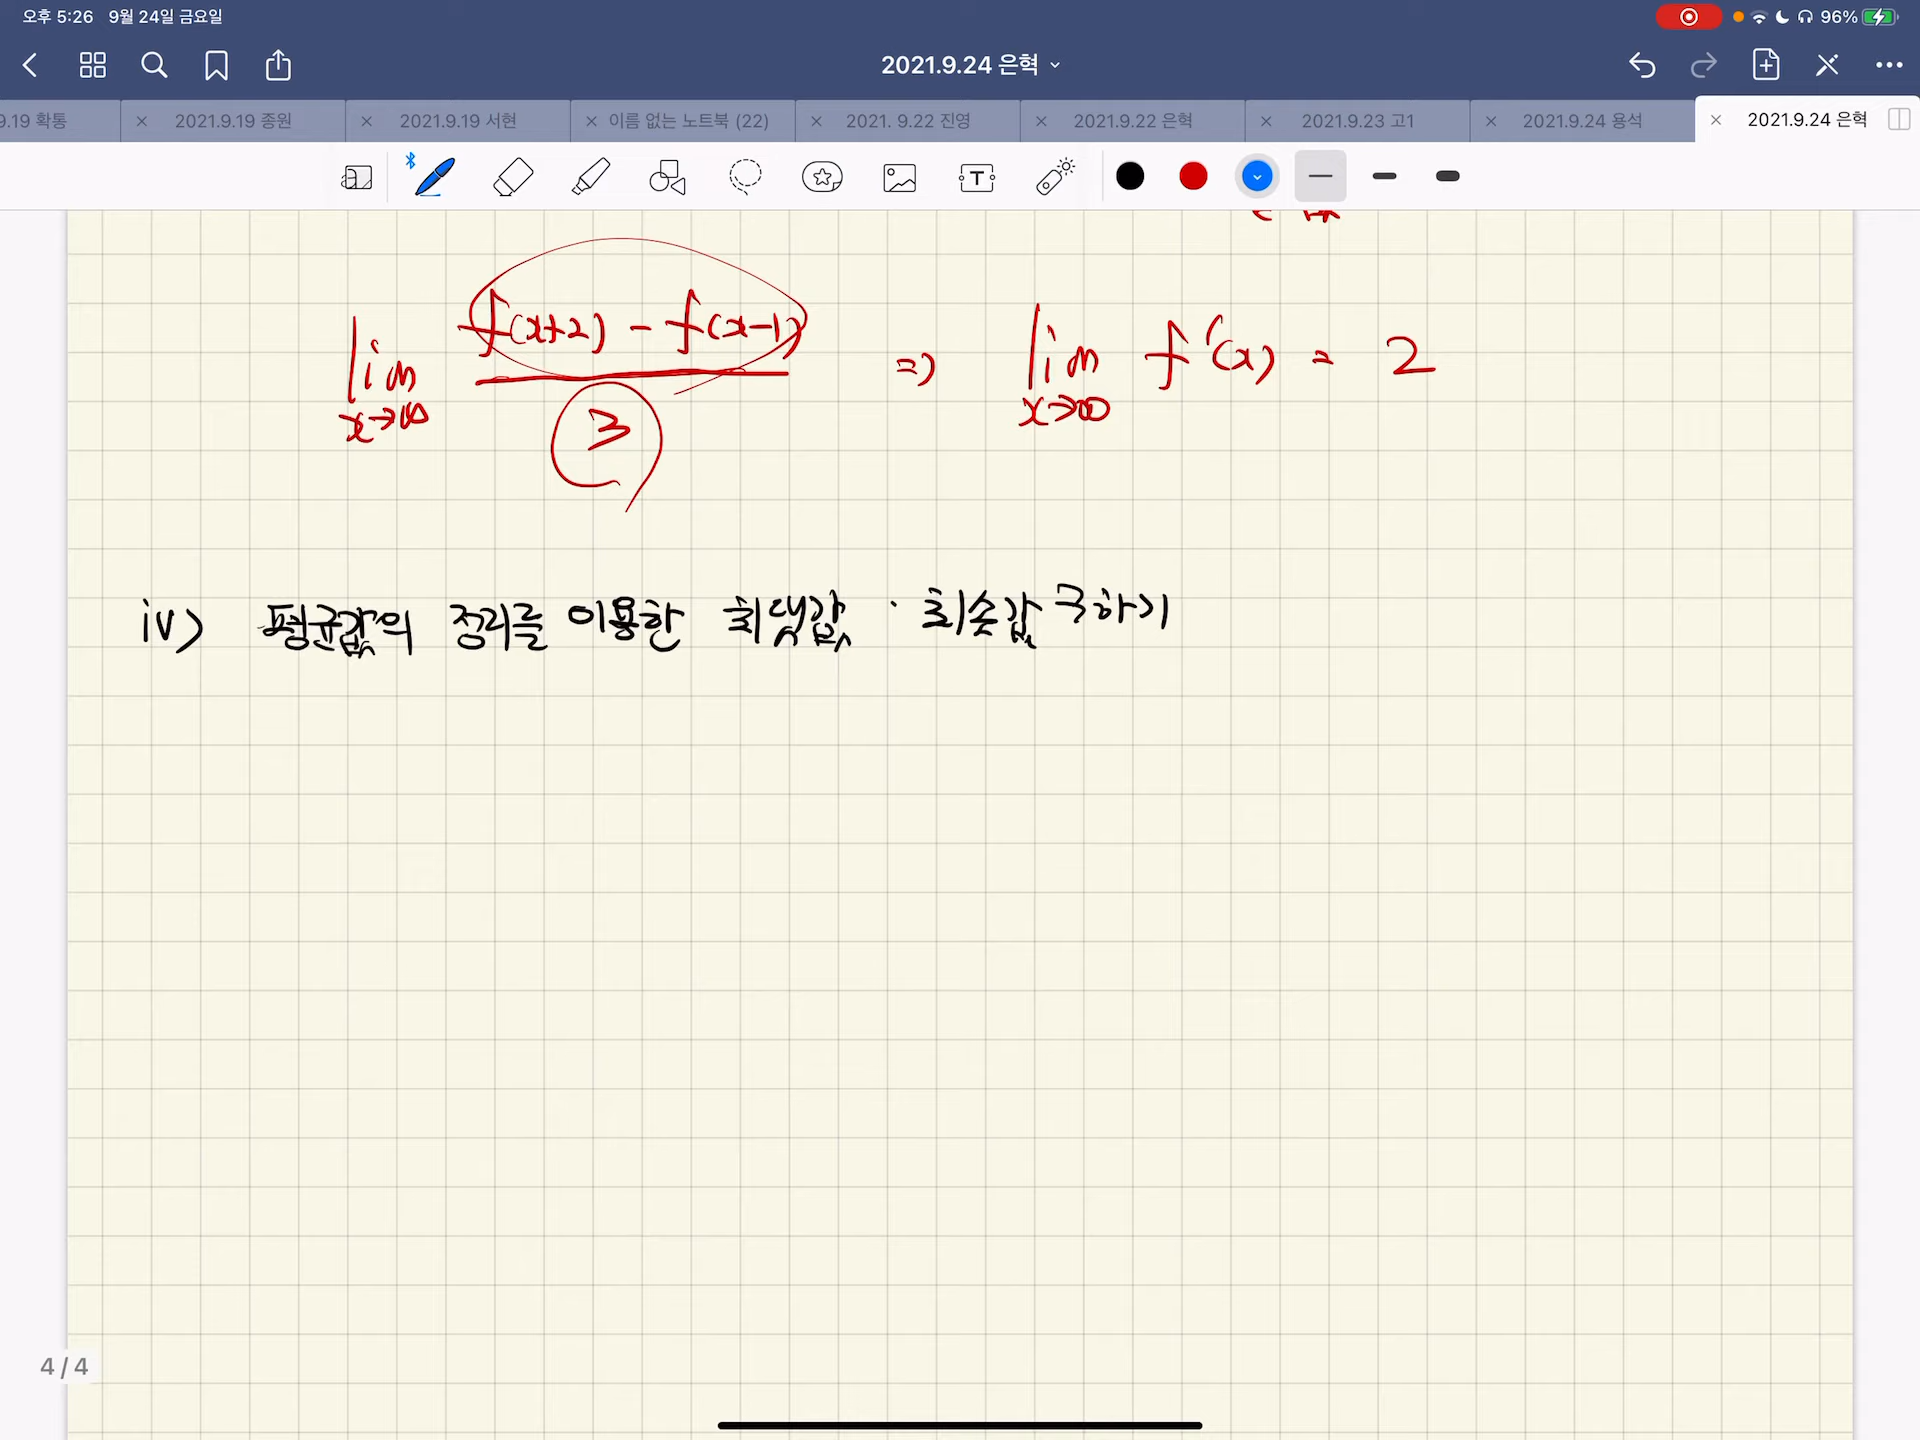 오후 5:26 9월 24일 금요일 96%
2021.9.24 은혁
9.19 확통 2021.9.19 종원 2021.9.19 서현 이름 없는 노트북 (22) 2021. 9.22 진영 2021.9.22 은혁 2021.9.23 고1 2021.9.24 용석 2021.9.24 은혁
lim x→∞ f(x+2) - f(x-1) / 3 => lim x→∞ f'(x) = 2
iv) 평균값의 정리를 이용한 최댓값 · 최솟값 구하기
4 / 4